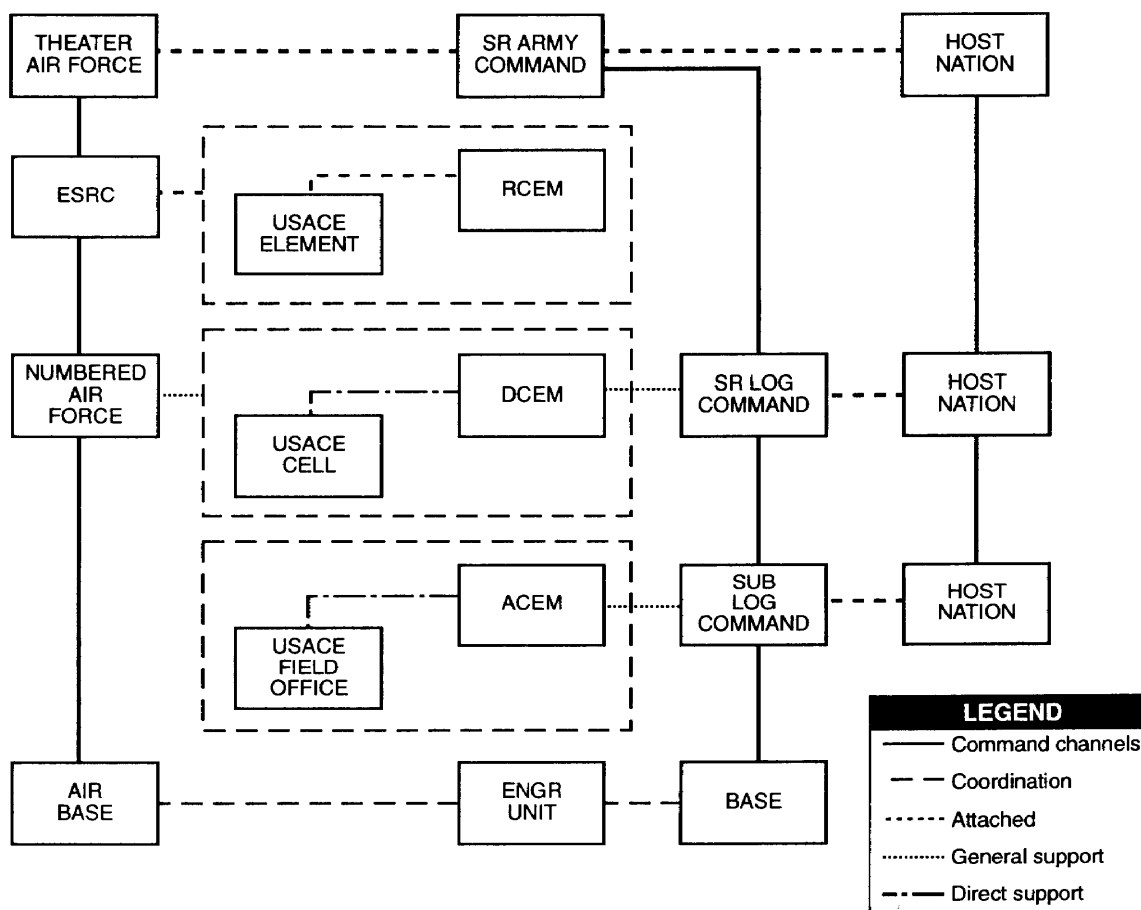 THEATER
AIR FORCE
SR ARMY
COMMAND
HOST
NATION
ESRC
RCEM
USACE
ELEMENT
NUMBERED
AIR
FORCE
DCEM
USACE
CELL
SR LOG
COMMAND
HOST
NATION
ACEM
USACE
FIELD
OFFICE
SUB
LOG
COMMAND
HOST
NATION
AIR
BASE
ENGR
UNIT
BASE
LEGEND
Command channels
Coordination
Attached
General support
Direct support